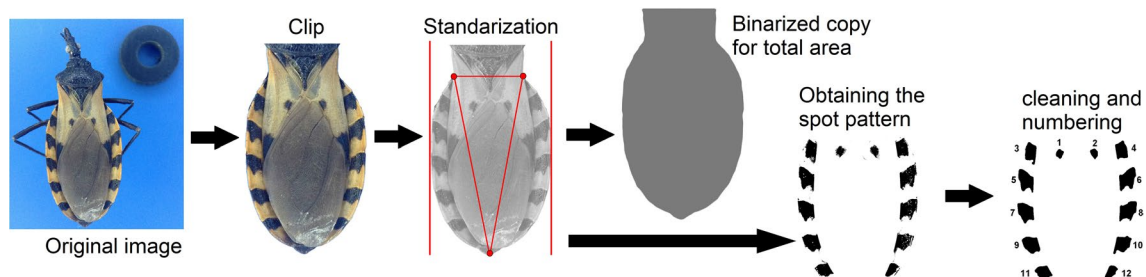 Original image
Clip
Standarization
Binarized copy
for total area
Obtaining the
spot pattern
cleaning and
numbering
1 2
3 4
5 6
7 8
9 10
11 12